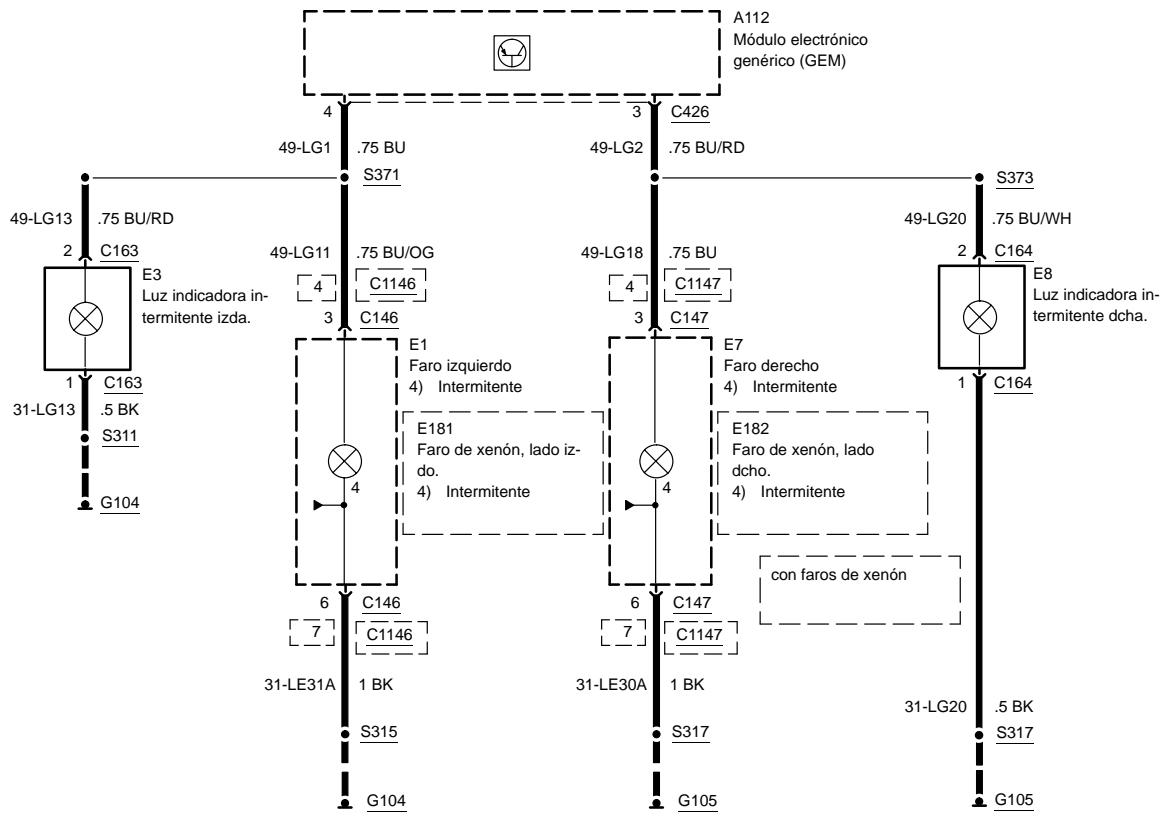 A112
Módulo electrónico
genérico (GEM)
4
3
C426
49-LG1
.75 BU
49-LG2
.75 BU/RD
S371
S373
49-LG13
.75 BU/RD
49-LG20
.75 BU/WH
2
C163
49-LG11
.75 BU/OG
49-LG18
.75 BU
2
C164
E3
Luz indicadora in-
termitente izda.
4
C1146
4
C1147
E8
Luz indicadora in-
termitente dcha.
3
C146
3
C147
E1
Faro izquierdo
4) Intermitente
E7
Faro derecho
4) Intermitente
1
C163
1
C164
31-LG13
.5 BK
S311
G104
E181
Faro de xenón, lado iz-
do.
4) Intermitente
E182
Faro de xenón, lado
dcho.
4) Intermitente
4
4
con faros de xenón
6
C146
6
C147
7
C1146
7
C1147
31-LE31A
1 BK
31-LE30A
1 BK
31-LG20
.5 BK
S315
S317
S317
G104
G105
G105